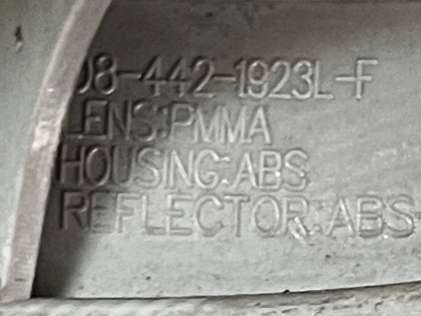 08-442-1923L-F
LENS:PMMA
HOUSING:ABS
REFLECTOR:ABS